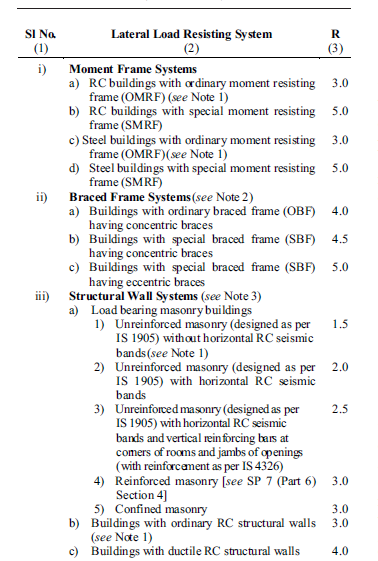 Sl No. Lateral Load Resisting System R
(1) (2) (3)
i) Moment Frame Systems
a) RC buildings with ordinary moment resisting 3.0
frame (OMRF) (see Note 1)
b) RC buildings with special moment resisting 5.0
frame (SMRF)
c) Steel buildings with ordinary moment resisting 3.0
frame (OMRF)(see Note 1)
d) Steel buildings with special moment resisting 5.0
frame (SMRF)
ii) Braced Frame Systems(see Note 2)
a) Buildings with ordinary braced frame (OBF) 4.0
having concentric braces
b) Buildings with special braced frame (SBF) 4.5
having concentric braces
c) Buildings with special braced frame (SBF) 5.0
having eccentric braces
iii) Structural Wall Systems (see Note 3)
a) Load bearing masonry buildings
1) Unreinforced masonry (designed as per 1.5
IS 1905) without horizontal RC seismic
bands(see Note 1)
2) Unreinforced masonry (designed as per 2.0
IS 1905) with horizontal RC seismic
bands
3) Unreinforced masonry (designed as per 2.5
IS 1905) with horizontal RC seismic
bands and vertical reinforcing bars at
corners of rooms and jambs of openings
(with reinforcement as per IS 4326)
4) Reinforced masonry [see SP 7 (Part 6) 3.0
Section 4]
5) Confined masonry 3.0
b) Buildings with ordinary RC structural walls 3.0
(see Note 1)
c) Buildings with ductile RC structural walls 4.0